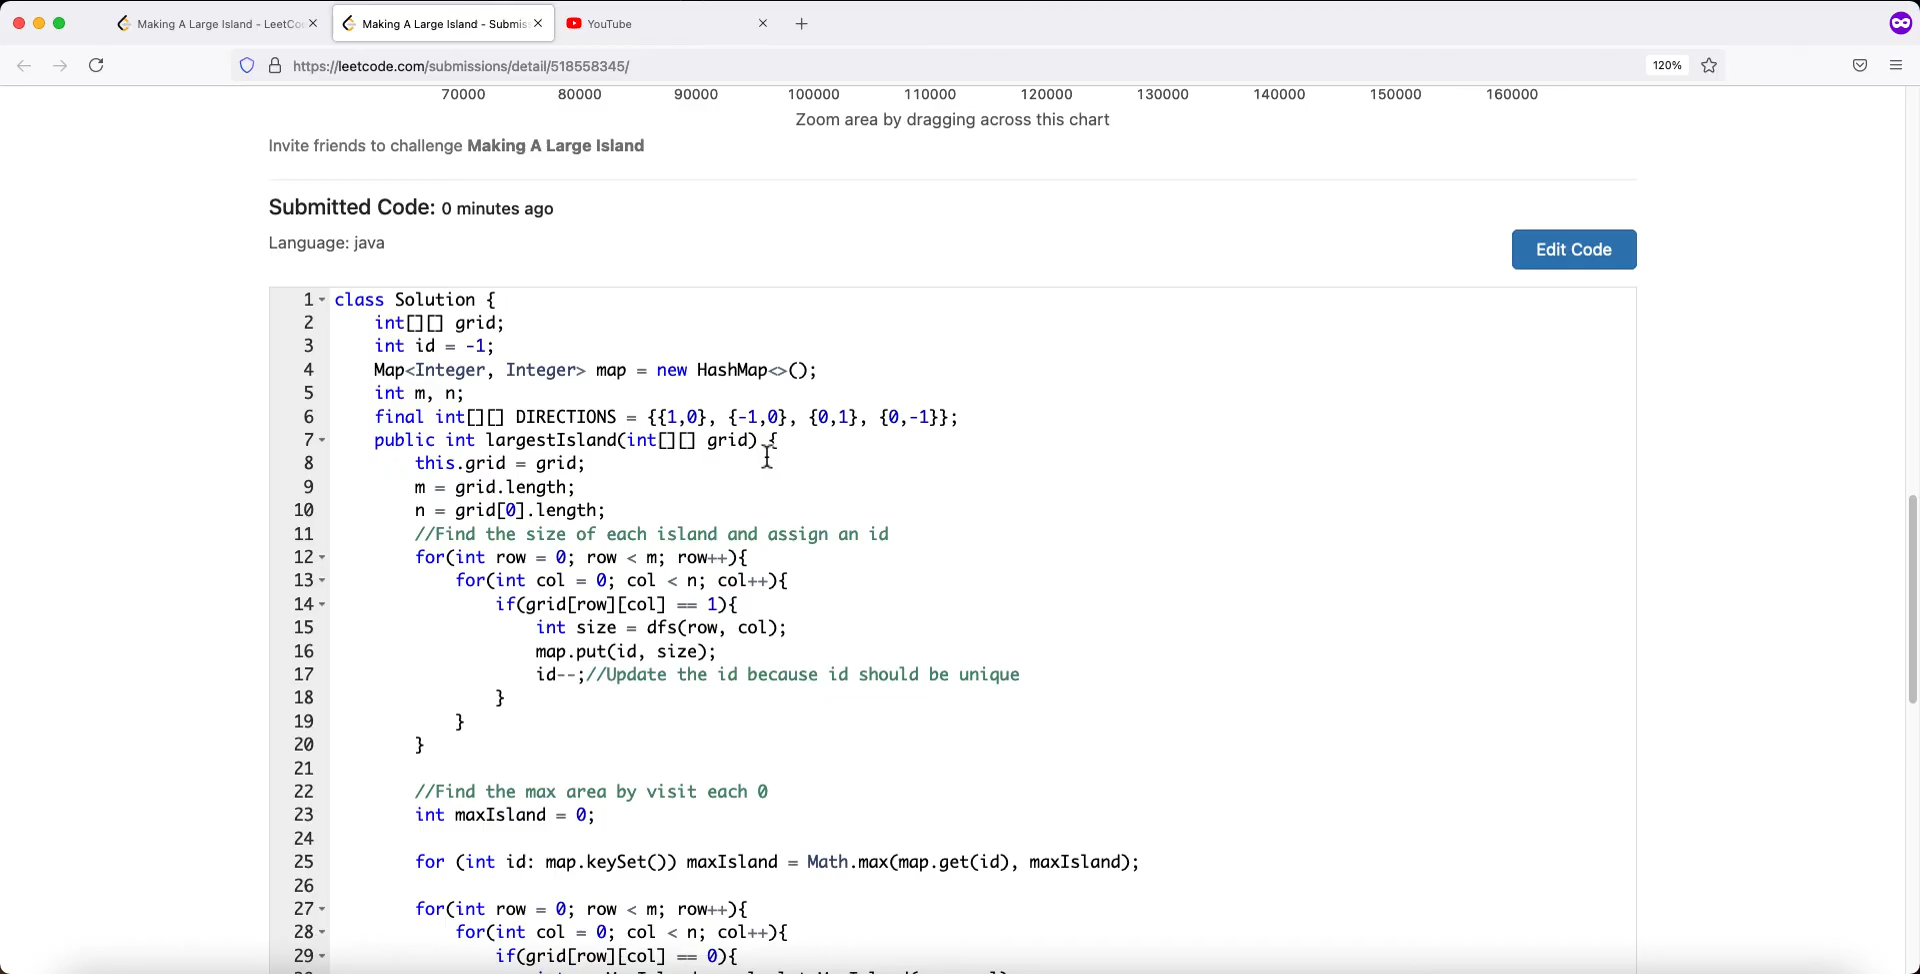 Making A Large Island - LeetCo
Making A Large Island - Submis
YouTube
https://leetcode.com/submissions/detail/518558345/
120%
70000 80000 90000 100000 110000 120000 130000 140000 150000 160000
Zoom area by dragging across this chart
Invite friends to challenge Making A Large Island
Submitted Code: 0 minutes ago
Language: java
Edit Code
1 class Solution {
2 int[][] grid;
3 int id = -1;
4 Map<Integer, Integer> map = new HashMap<>();
5 int m, n;
6 final int[][] DIRECTIONS = {{1,0}, {-1,0}, {0,1}, {0,-1}};
7 public int largestIsland(int[][] grid) {
8 this.grid = grid;
9 m = grid.length;
10 n = grid[0].length;
11 //Find the size of each island and assign an id
12 for(int row = 0; row < m; row++){
13 for(int col = 0; col < n; col++){
14 if(grid[row][col] == 1){
15 int size = dfs(row, col);
16 map.put(id, size);
17 id--;//Update the id because id should be unique
18 }
19 }
20 }
21
22 //Find the max area by visit each 0
23 int maxIsland = 0;
24
25 for (int id: map.keySet()) maxIsland = Math.max(map.get(id), maxIsland);
26
27 for(int row = 0; row < m; row++){
28 for(int col = 0; col < n; col++){
29 if(grid[row][col] == 0){